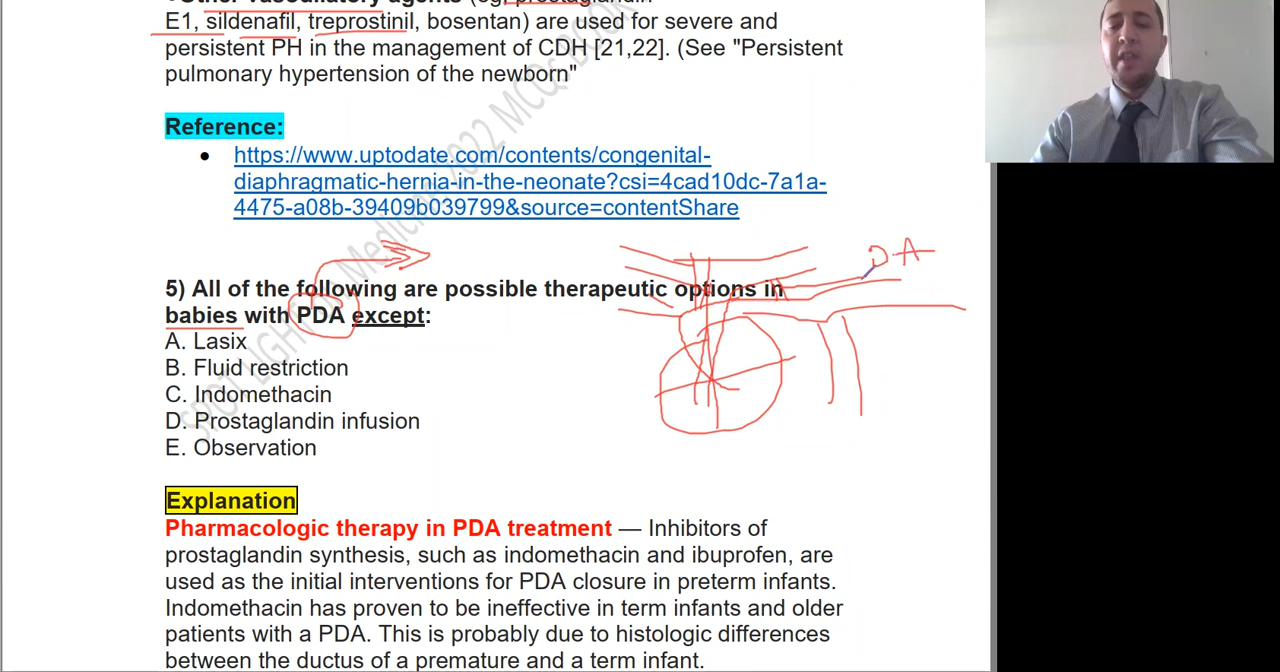 E1, sildenafil, treprostinil, bosentan) are used for severe and
persistent PH in the management of CDH [21,22]. (See "Persistent
pulmonary hypertension of the newborn"
Reference:
https://www.uptodate.com/contents/congenital-
diaphragmatic-hernia-in-the-neonate?csi=4cad10dc-7a1a-
4475-a08b-39409b039799&source=contentShare
DA
5) All of the following are possible therapeutic options in
babies with PDA except:
A. Lasix
B. Fluid restriction
C. Indomethacin
D. Prostaglandin infusion
E. Observation
Explanation
Pharmacologic therapy in PDA treatment — Inhibitors of
prostaglandin synthesis, such as indomethacin and ibuprofen, are
used as the initial interventions for PDA closure in preterm infants.
Indomethacin has proven to be ineffective in term infants and older
patients with a PDA. This is probably due to histologic differences
between the ductus of a premature and a term infant.